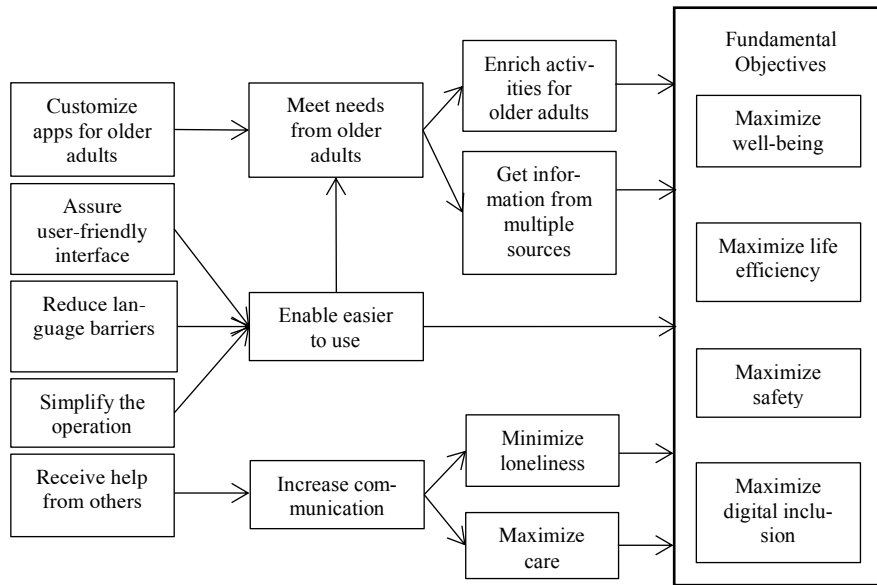 Customize
apps for older
adults
Assure
user-friendly
interface
Reduce lan-
guage barriers
Simplify the
operation
Receive help
from others
Meet needs
from older
adults
Enable easier
to use
Increase com-
munication
Enrich activ-
ities for
older adults
Get infor-
mation from
multiple
sources
Minimize
loneliness
Maximize
care
Fundamental
Objectives
Maximize
well-being
Maximize life
efficiency
Maximize
safety
Maximize
digital inclu-
sion